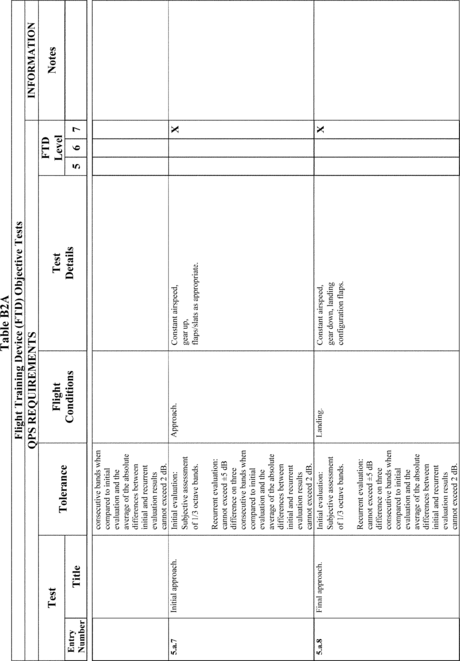 Table B2A
Flight Training Device (FTD) Objective Tests
QPS REQUIREMENTS
INFORMATION
Test
Tolerance
Flight
Conditions
Test
Details
FTD
Level
Notes
Entry
Number
Title
5
6
7
consecutive bands when
compared to initial
evaluation and the
average of the absolute
differences between
initial and recurrent
evaluation results
cannot exceed 2 dB.
5.a.7
Initial approach.
Initial evaluation:
Subjective assessment
of 1/3 octave bands.
Recurrent evaluation:
cannot exceed ±5 dB
difference on three
consecutive bands when
compared to initial
evaluation and the
average of the absolute
differences between
initial and recurrent
evaluation results
cannot exceed 2 dB.
Approach.
Constant airspeed,
gear up,
flaps/slats as appropriate.
X
5.a.8
Final approach.
Initial evaluation:
Subjective assessment
of 1/3 octave bands.
Recurrent evaluation:
cannot exceed ±5 dB
difference on three
consecutive bands when
compared to initial
evaluation and the
average of the absolute
differences between
initial and recurrent
evaluation results
cannot exceed 2 dB.
Landing.
Constant airspeed,
gear down, landing
configuration flaps.
X